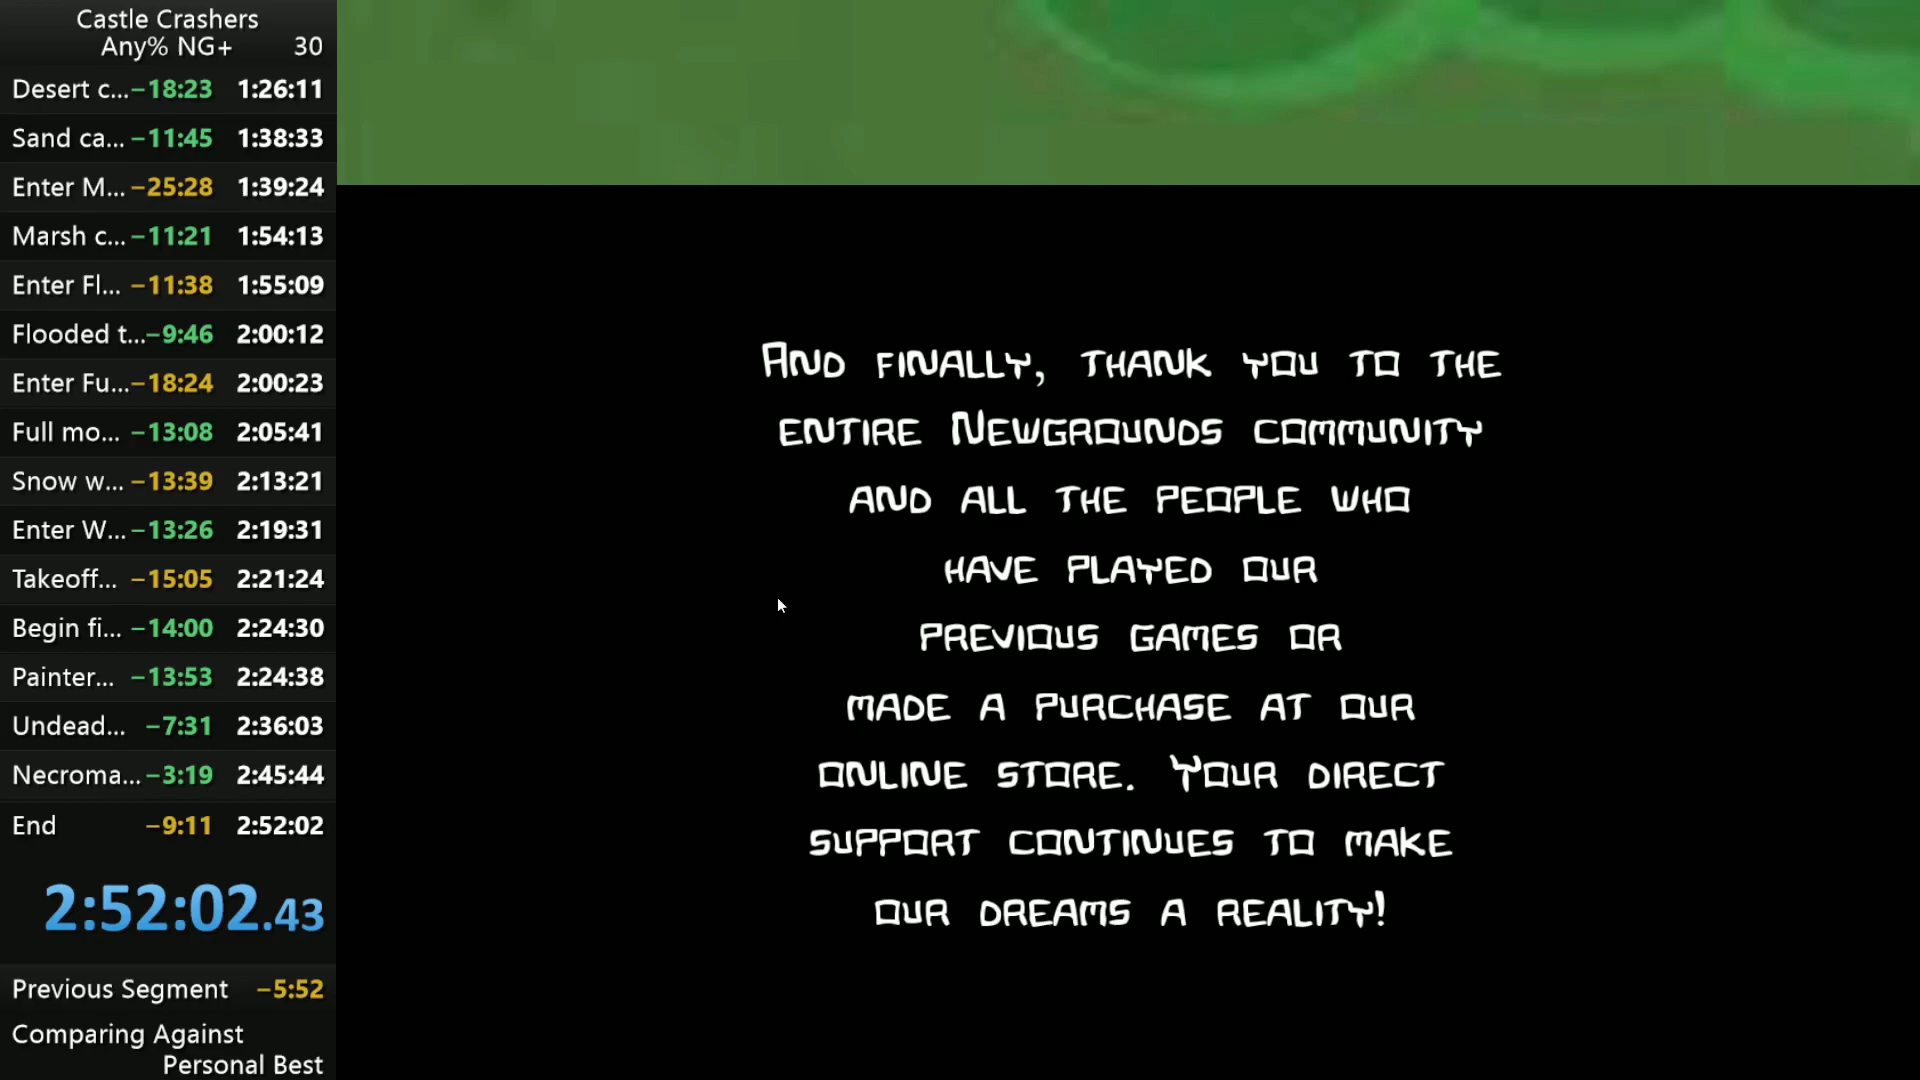 Castle Crashers
Any% NG+ 30
Desert c... −18:23 1:26:11
Sand ca... −11:45 1:38:33
Enter M... −25:28 1:39:24
Marsh c... −11:21 1:54:13
Enter Fl... −11:38 1:55:09
Flooded t... −9:46 2:00:12
Enter Fu... −18:24 2:00:23
Full mo... −13:08 2:05:41
Snow w... −13:39 2:13:21
Enter W... −13:26 2:19:31
Takeoff... −15:05 2:21:24
Begin fi... −14:00 2:24:30
Painter... −13:53 2:24:38
Undead... −7:31 2:36:03
Necroma... −3:19 2:45:44
End −9:11 2:52:02
2:52:02.43
Previous Segment −5:52
Comparing Against
Personal Best
And finally, thank you to the
entire Newgrounds community
and all the people who
have played our
previous games or
made a purchase at our
online store. Your direct
support continues to make
our dreams a reality!